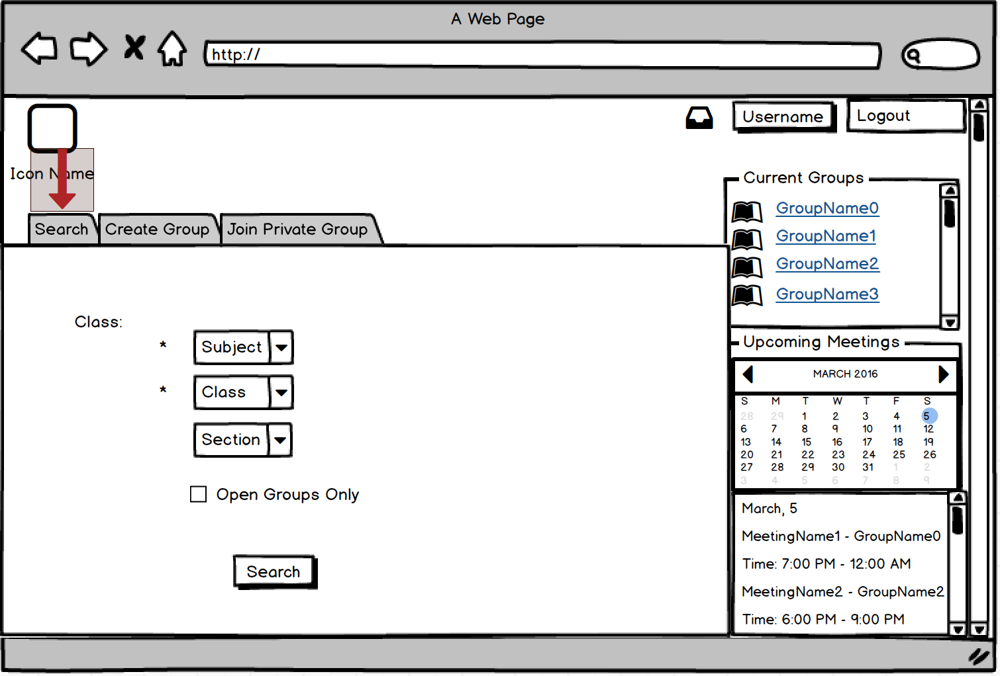 A Web Page
http://
Username
Logout
Icon Name
Search
Create Group
Join Private Group
Class:
* Subject
* Class
Section
Open Groups Only
Search
Current Groups
GroupName0
GroupName1
GroupName2
GroupName3
Upcoming Meetings
MARCH 2016
S M T W T F S
28 29 1 2 3 4 5
6 7 8 9 10 11 12
13 14 15 16 17 18 19
20 21 22 23 24 25 26
27 28 29 30 31 1 2
3 4 5 6 7 8 9
March, 5
MeetingName1 - GroupName0
Time: 7:00 PM - 12:00 AM
MeetingName2 - GroupName2
Time: 6:00 PM - 9:00 PM